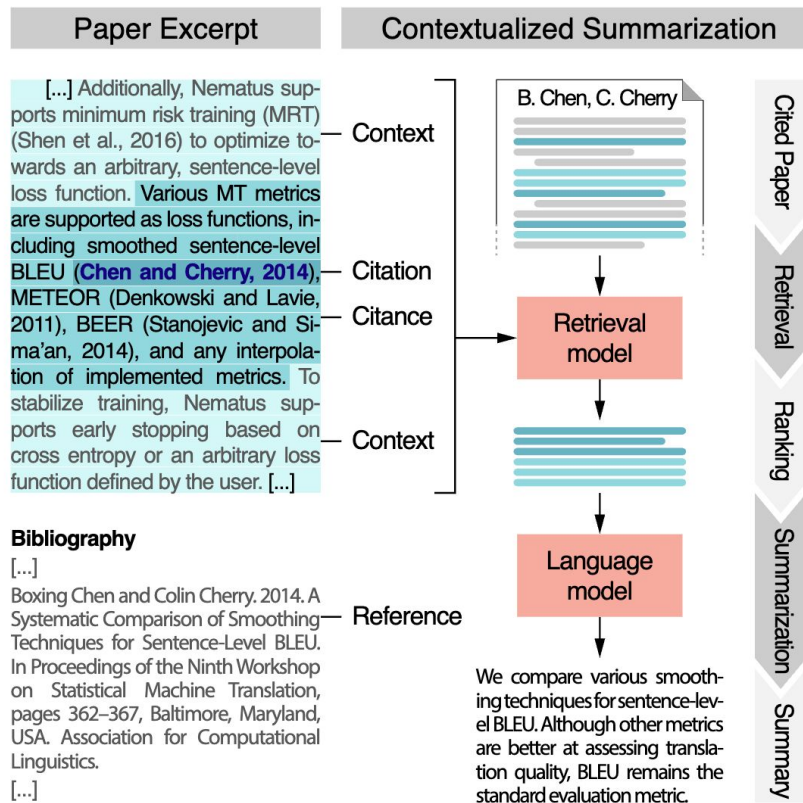 Paper Excerpt
Contextualized Summarization
[...] Additionally, Nematus sup-
ports minimum risk training (MRT)
(Shen et al., 2016) to optimize to-
wards an arbitrary, sentence-level
loss function. Various MT metrics
are supported as loss functions, in-
cluding smoothed sentence-level
BLEU (Chen and Cherry, 2014),
METEOR (Denkowski and Lavie,
2011), BEER (Stanojevic and Si-
ma'an, 2014), and any interpola-
tion of implemented metrics. To
stabilize training, Nematus sup-
ports early stopping based on
cross entropy or an arbitrary loss
function defined by the user. [...]
Bibliography
[...]
Boxing Chen and Colin Cherry. 2014. A
Systematic Comparison of Smoothing
Techniques for Sentence-Level BLEU.
In Proceedings of the Ninth Workshop
on Statistical Machine Translation,
pages 362–367, Baltimore, Maryland,
USA. Association for Computational
Linguistics.
[...]
Context
Citation
Citance
Context
Reference
B. Chen, C. Cherry
Retrieval
model
Language
model
We compare various smooth-
ing techniques for sentence-lev-
el BLEU. Although other metrics
are better at assessing transla-
tion quality, BLEU remains the
standard evaluation metric.
Cited Paper
Retrieval
Ranking
Summarization
Summary